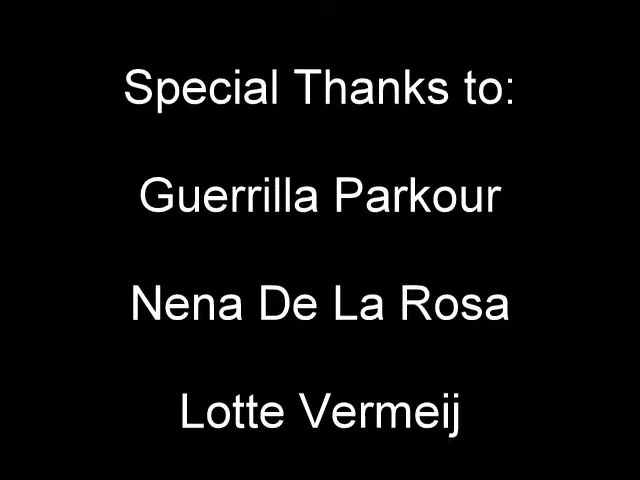 Special Thanks to:
Guerrilla Parkour
Nena De La Rosa
Lotte Vermeij